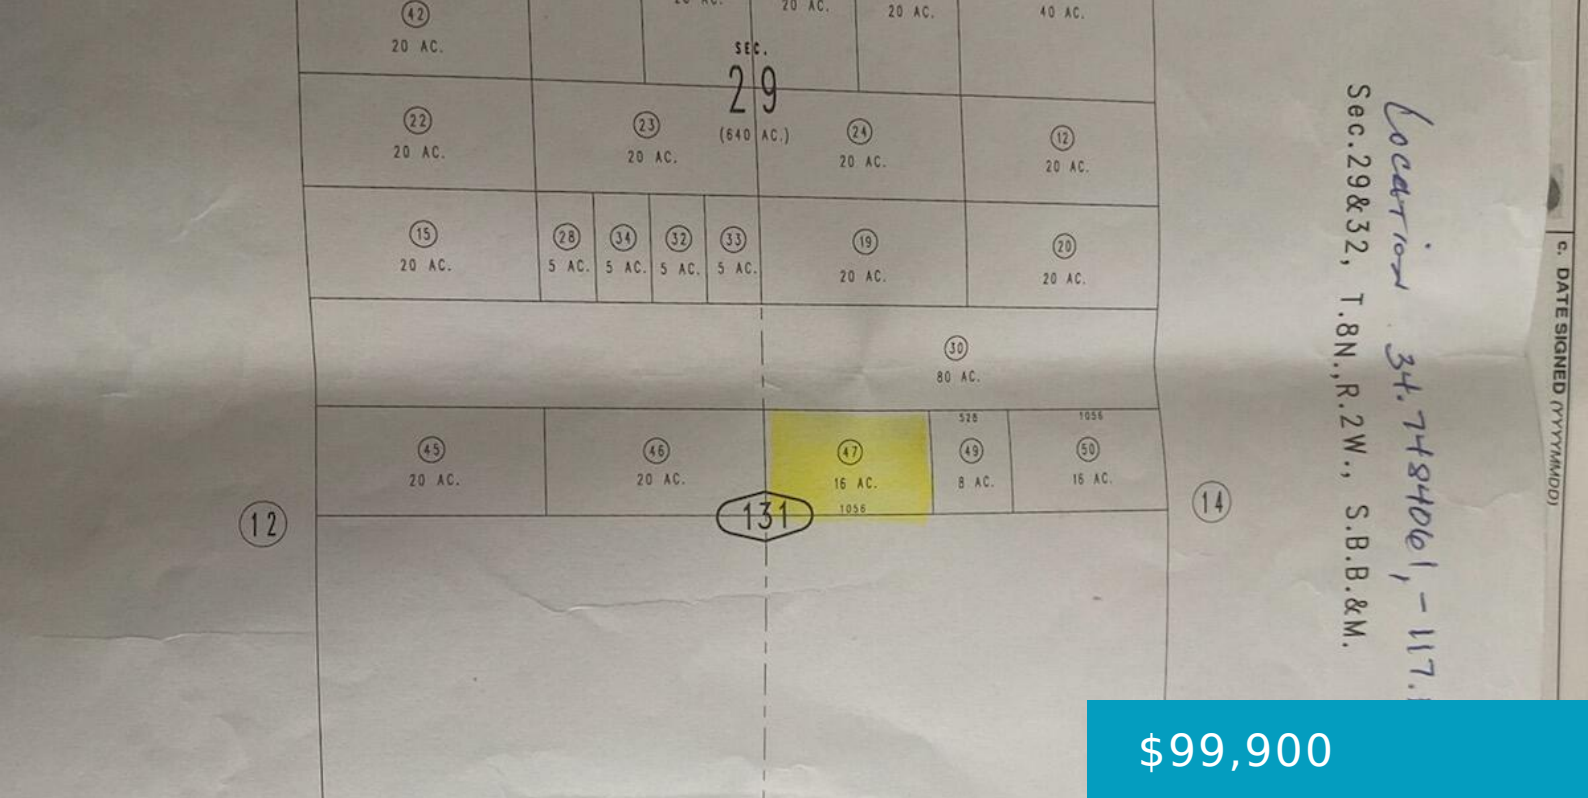 42
20 AC.
20 AC.
20 AC.
40 AC.
SEC.
29
(640 AC.)
22
20 AC.
23
20 AC.
24
20 AC.
12
20 AC.
15
20 AC.
28
5 AC.
34
5 AC.
32
5 AC.
33
5 AC.
19
20 AC.
20
20 AC.
30
80 AC.
45
20 AC.
46
20 AC.
47
16 AC.
1056
528
49
8 AC.
1056
50
16 AC.
131
12
14
Sec.29&32, T.8N.,R.2W., S.B.B.&M.
Location 34.7484061, -117.
C. DATE SIGNED (YYYYMMDD)
$99,900